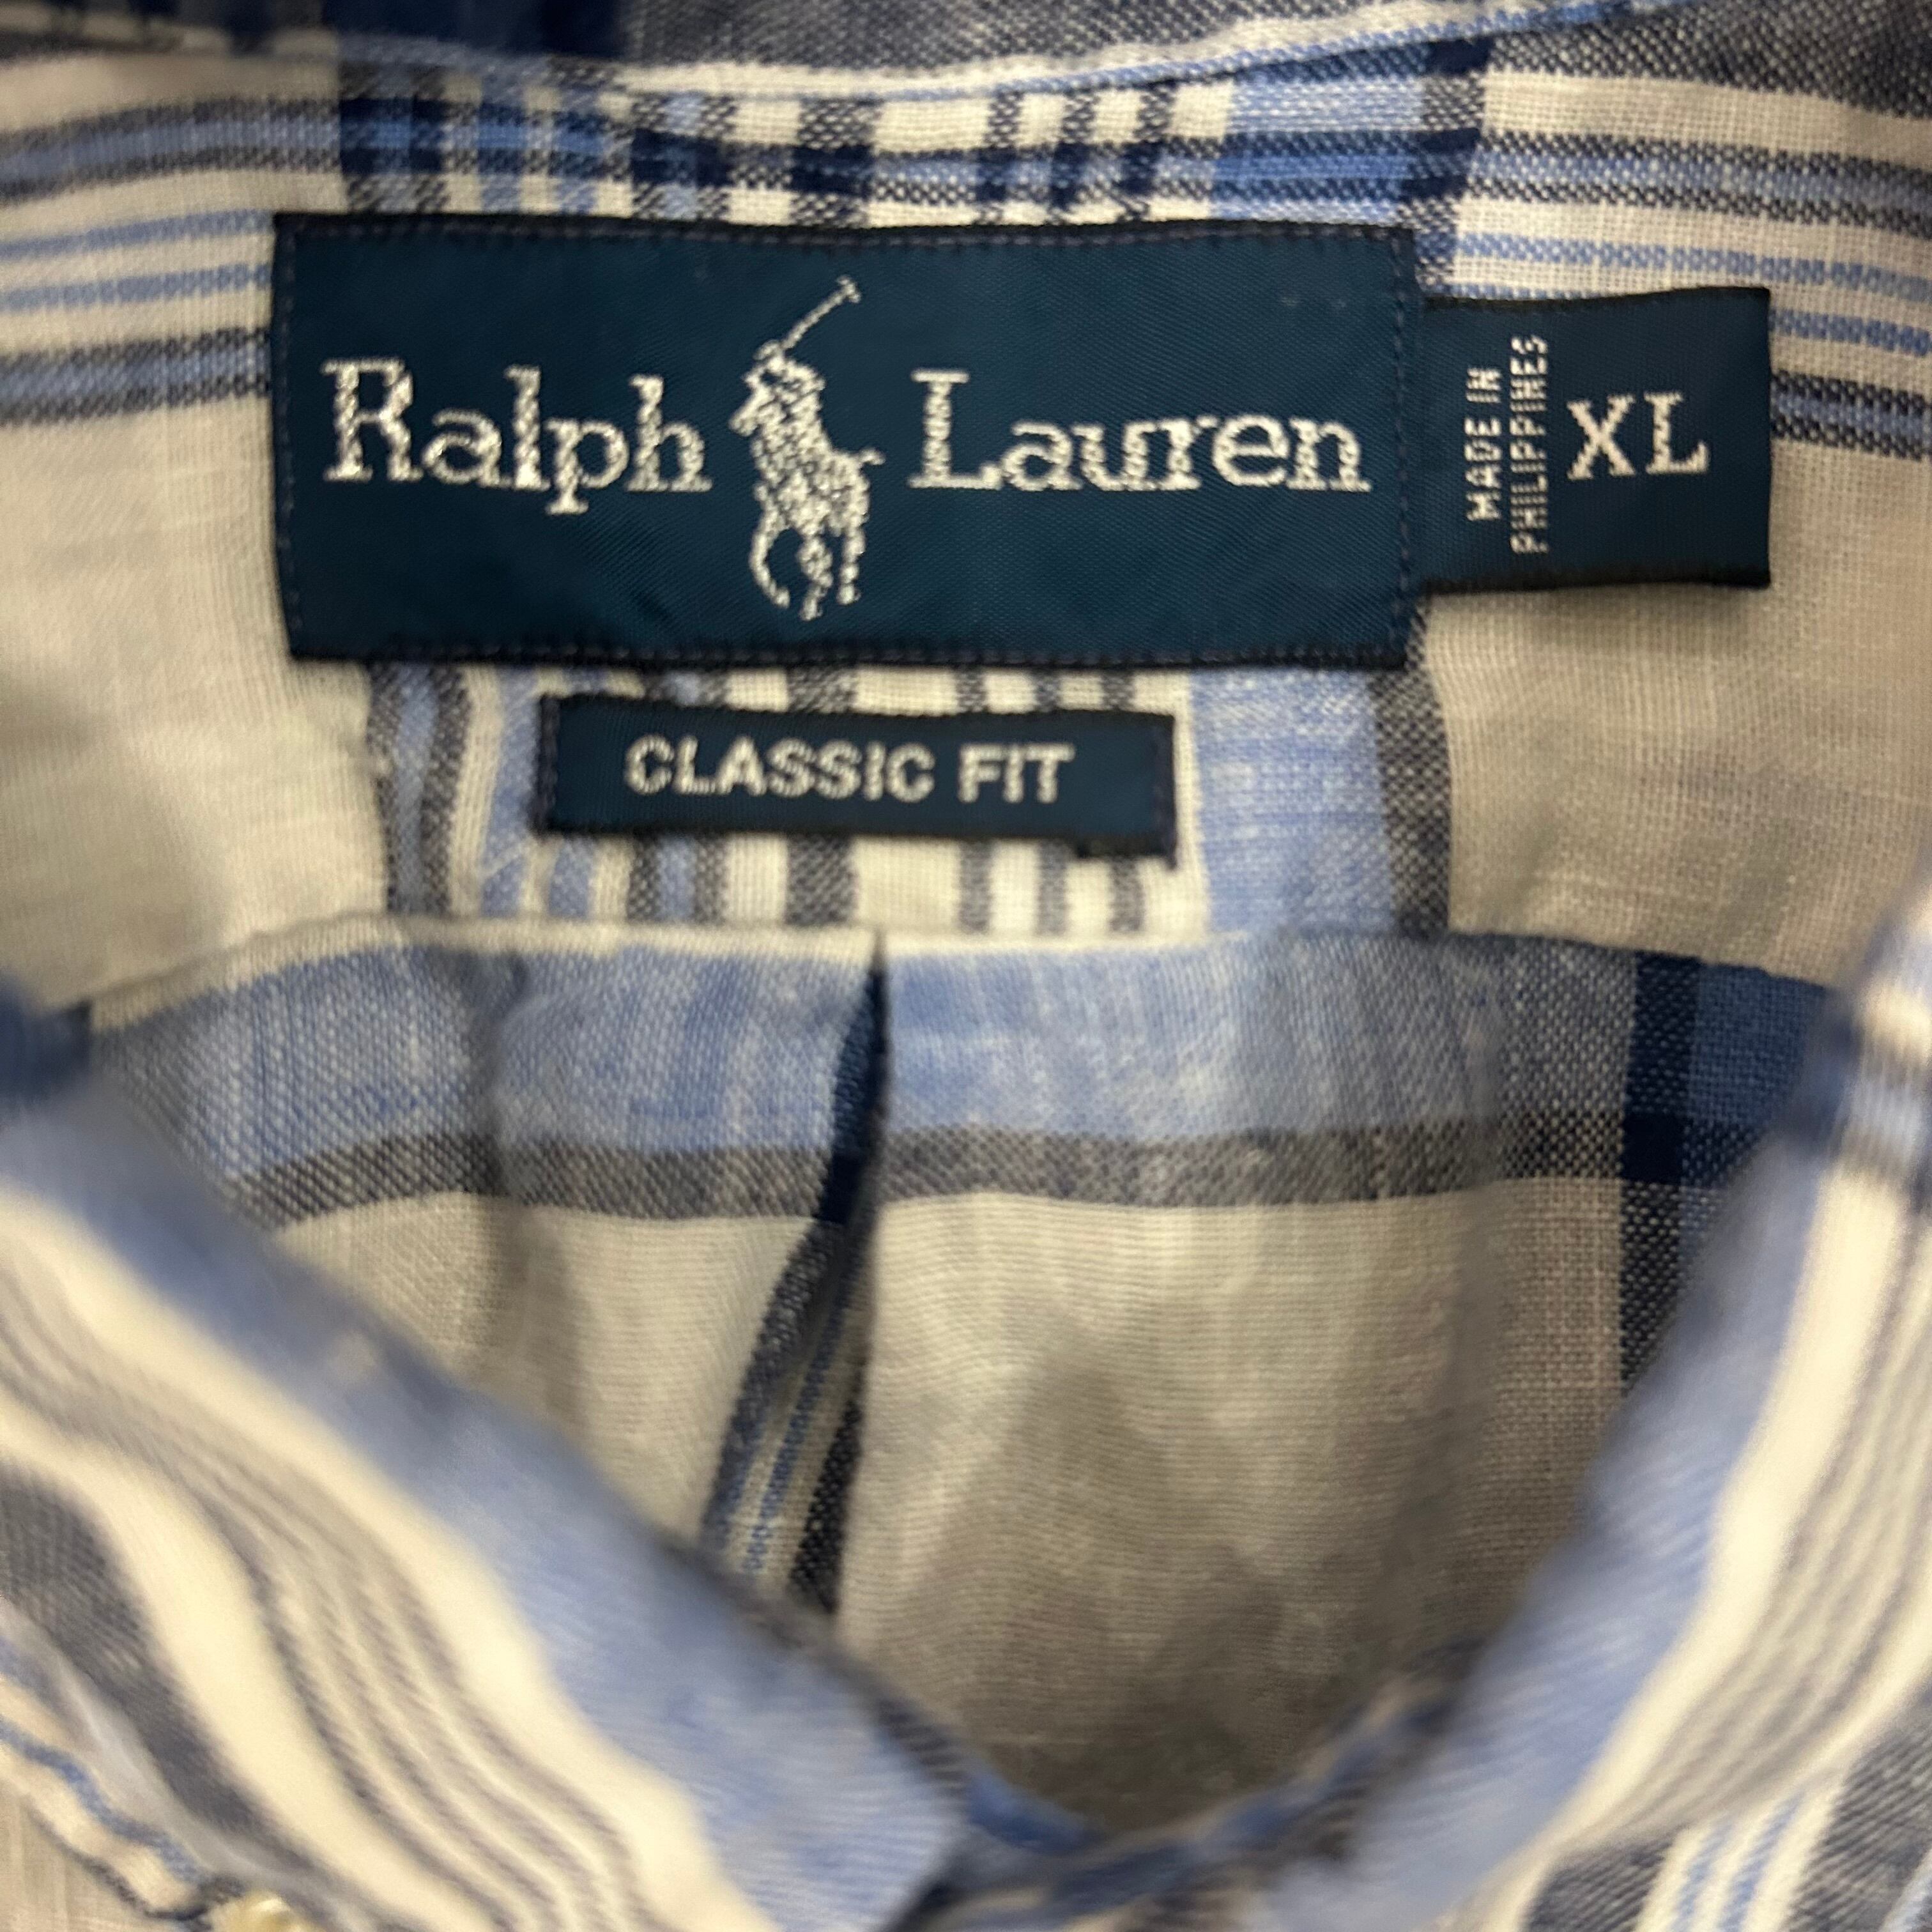 Ralph Lauren
MADE IN
PHILIPPINES
XL
CLASSIC FIT